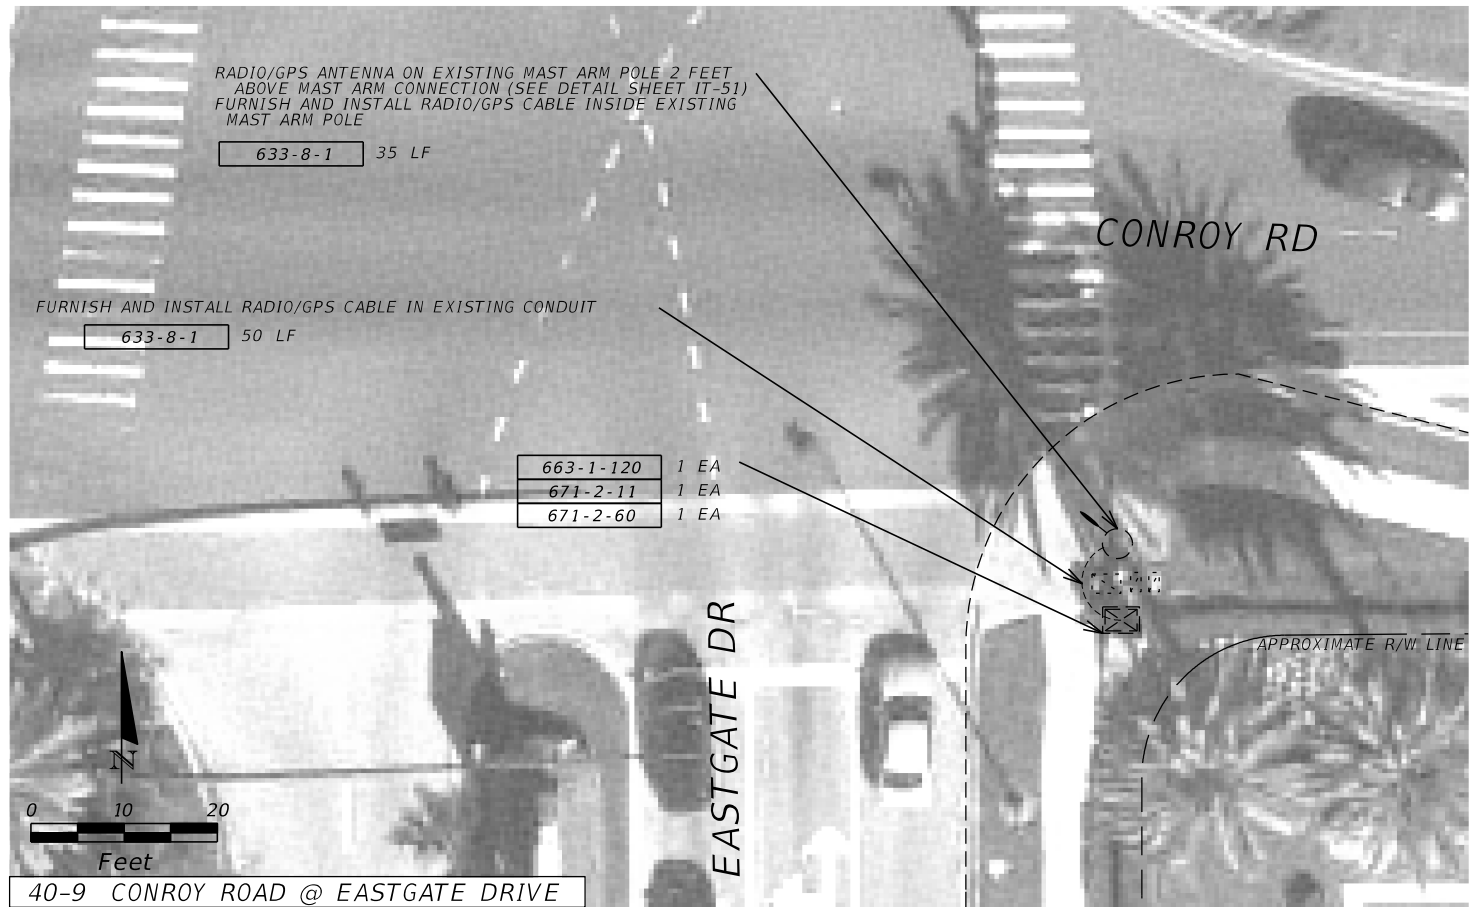 RADIO/GPS ANTENNA ON EXISTING MAST ARM POLE 2 FEET
ABOVE MAST ARM CONNECTION (SEE DETAIL SHEET IT-51)
FURNISH AND INSTALL RADIO/GPS CABLE INSIDE EXISTING
MAST ARM POLE
633-8-1 35 LF
CONROY RD
FURNISH AND INSTALL RADIO/GPS CABLE IN EXISTING CONDUIT
633-8-1 50 LF
663-1-120 1 EA
671-2-11 1 EA
671-2-60 1 EA
EASTGATE DR
APPROXIMATE R/W LINE
N
0 10 20
Feet
40-9 CONROY ROAD @ EASTGATE DRIVE